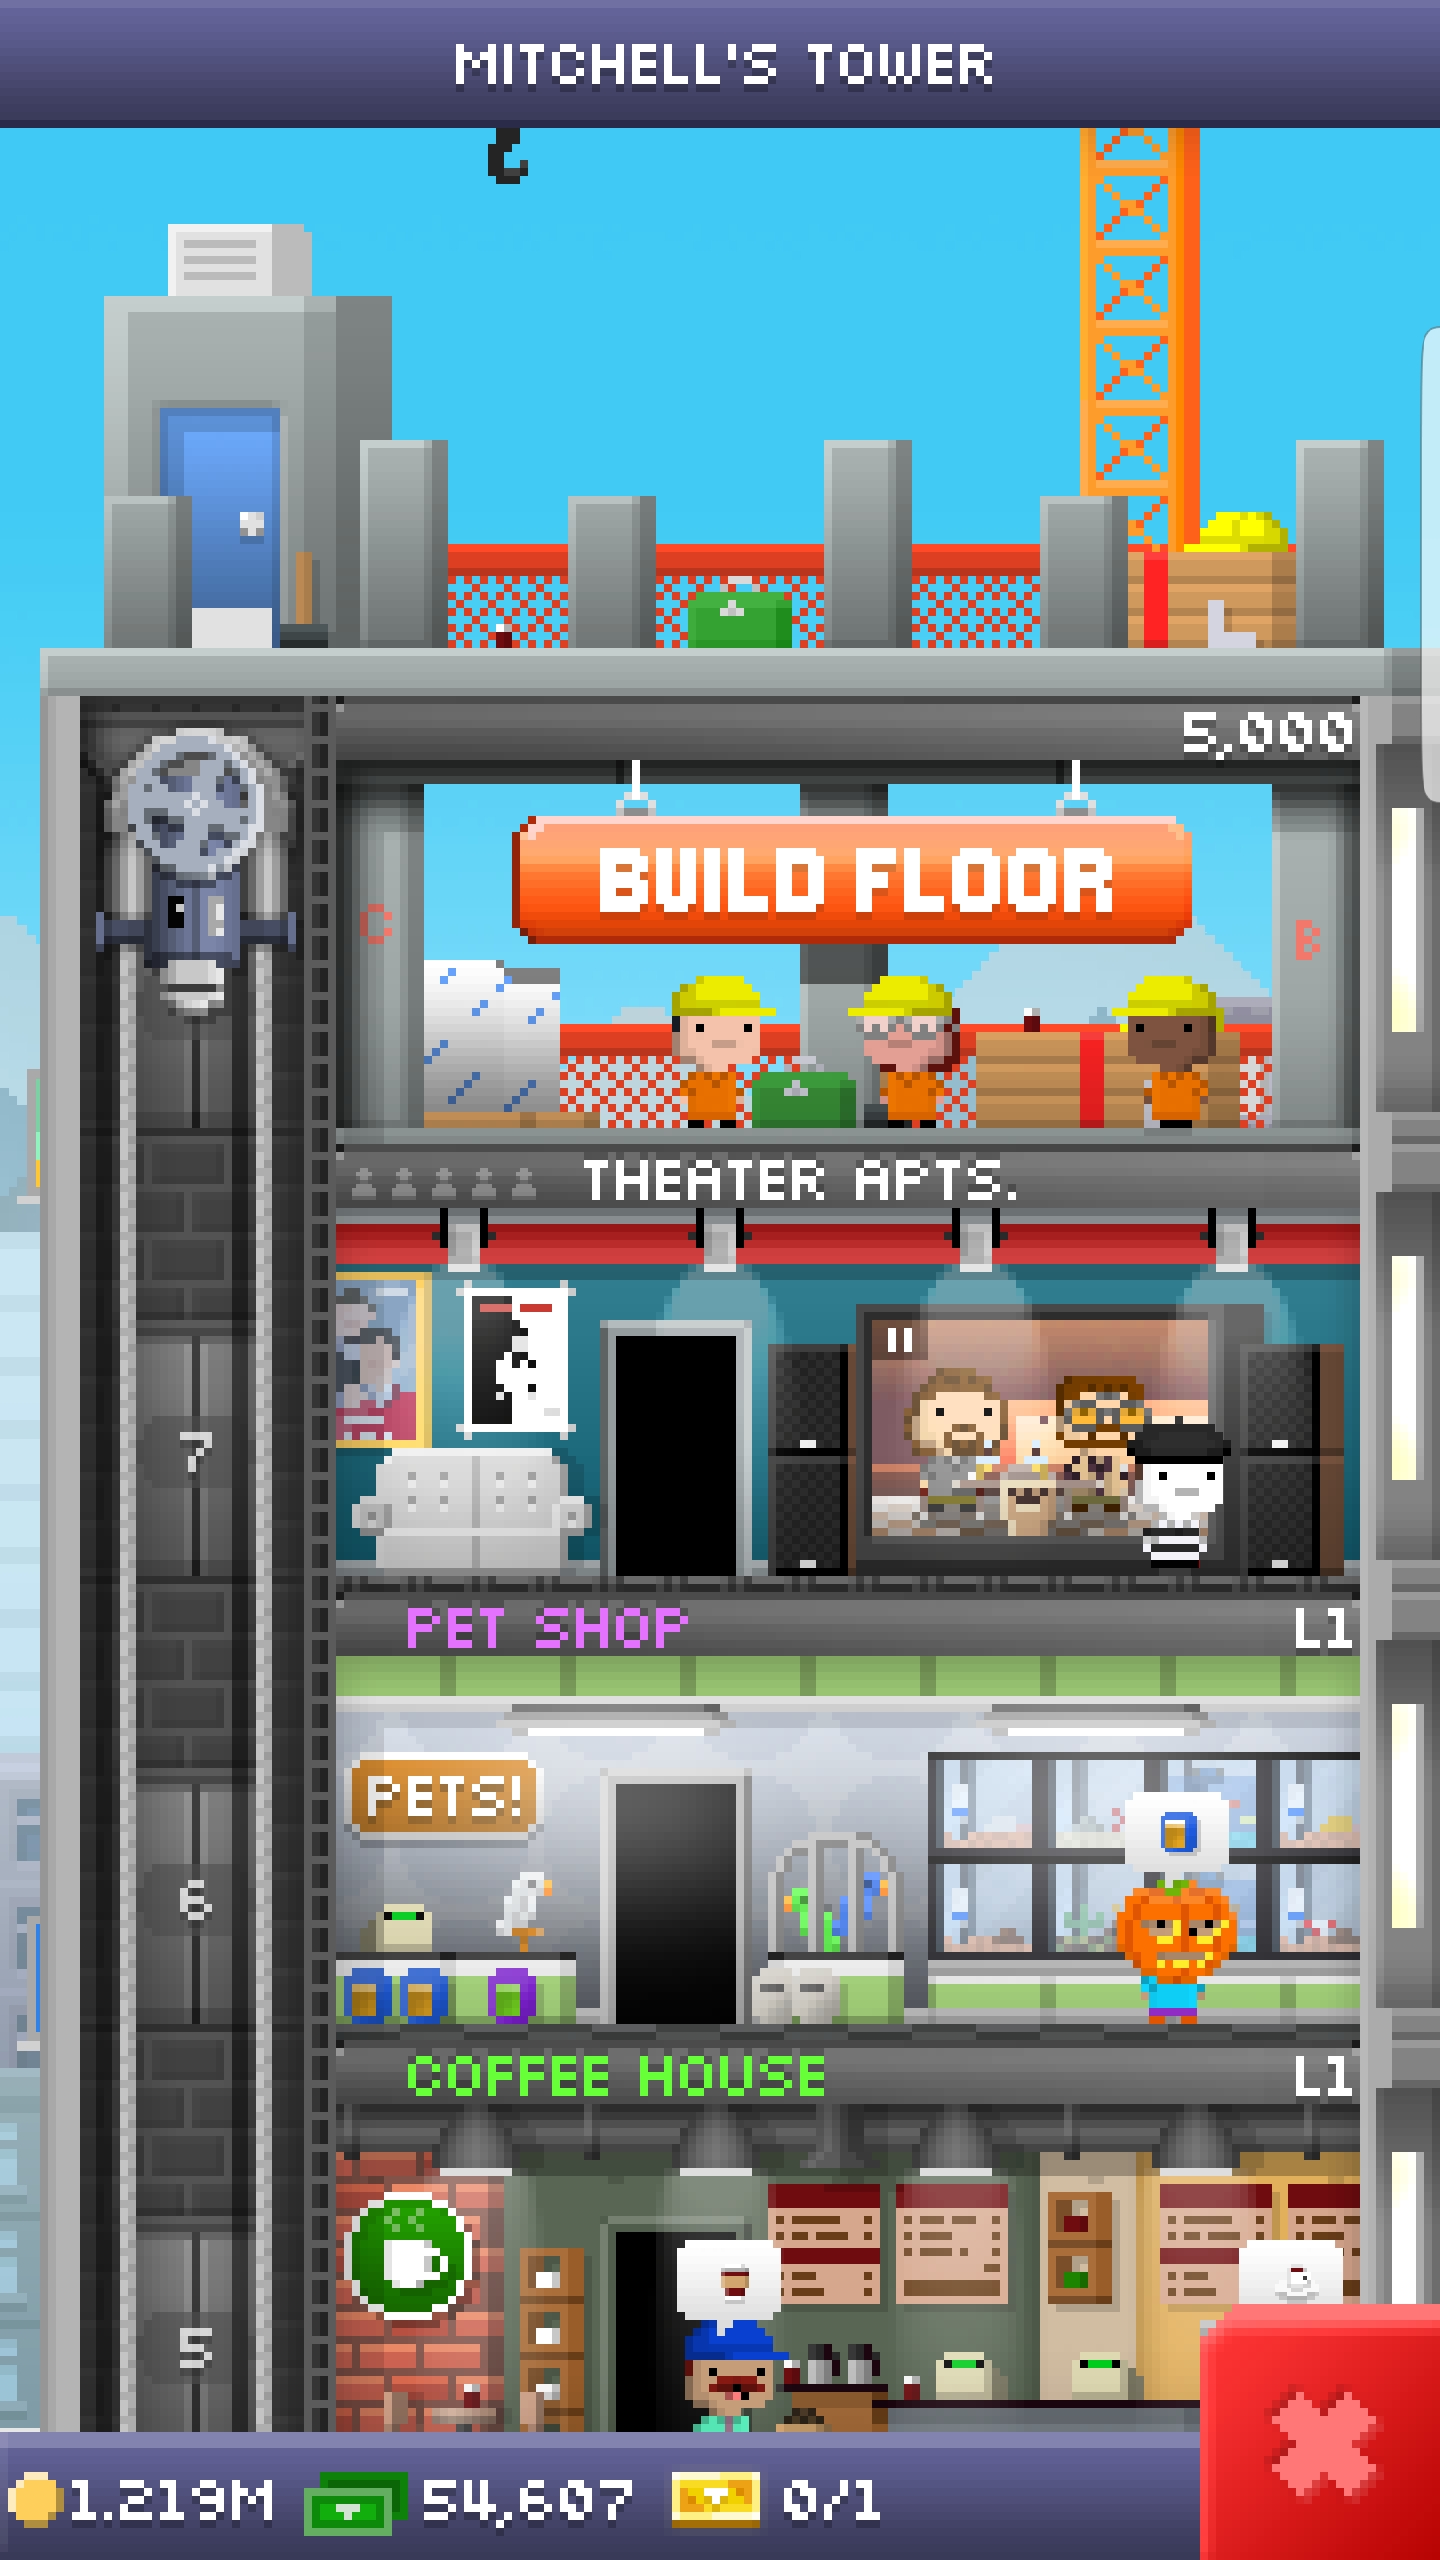 MITCHELL'S TOWER
5,000
C
BUILD FLOOR
B
THEATER APTS.
7
PET SHOP L1
PETS!
6
COFFEE HOUSE L1
5
1.219M 54,607 0/1